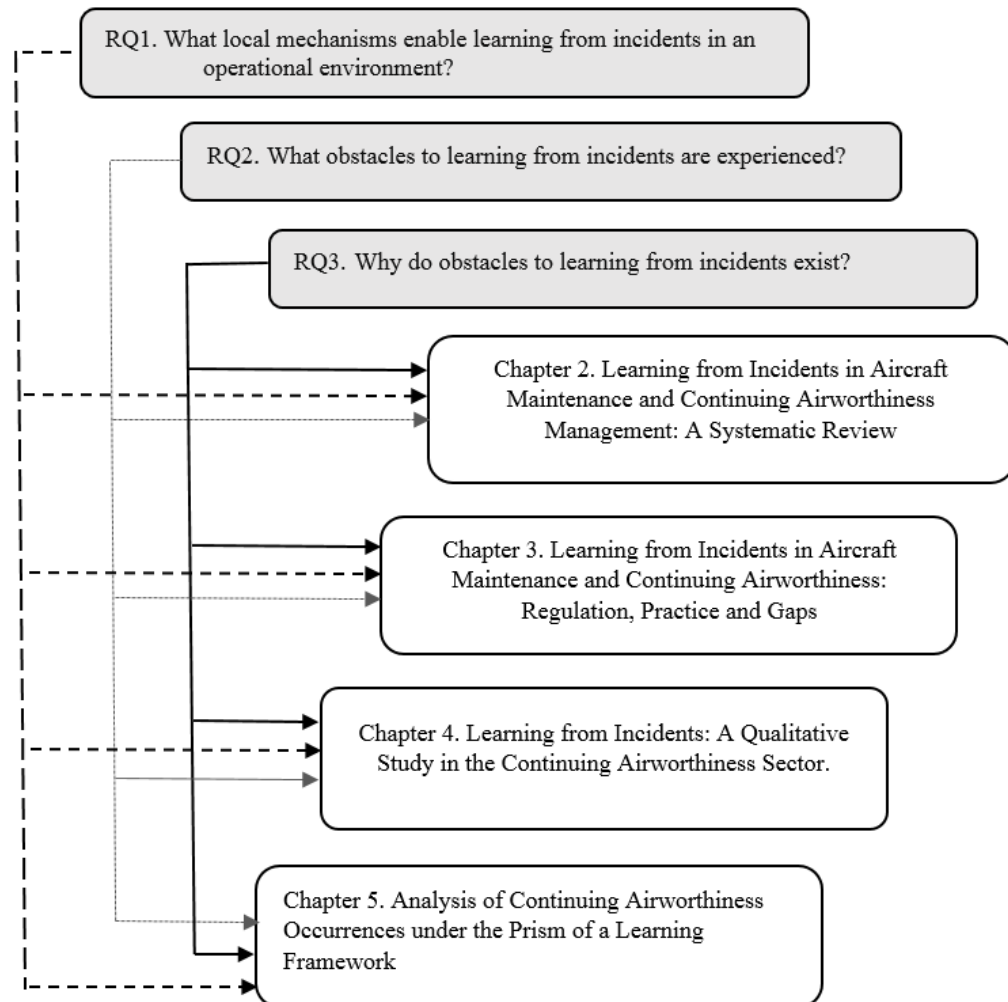 RQ1. What local mechanisms enable learning from incidents in an
operational environment?
RQ2. What obstacles to learning from incidents are experienced?
RQ3. Why do obstacles to learning from incidents exist?
Chapter 2. Learning from Incidents in Aircraft
Maintenance and Continuing Airworthiness
Management: A Systematic Review
Chapter 3. Learning from Incidents in Aircraft
Maintenance and Continuing Airworthiness:
Regulation, Practice and Gaps
Chapter 4. Learning from Incidents: A Qualitative
Study in the Continuing Airworthiness Sector.
Chapter 5. Analysis of Continuing Airworthiness
Occurrences under the Prism of a Learning
Framework